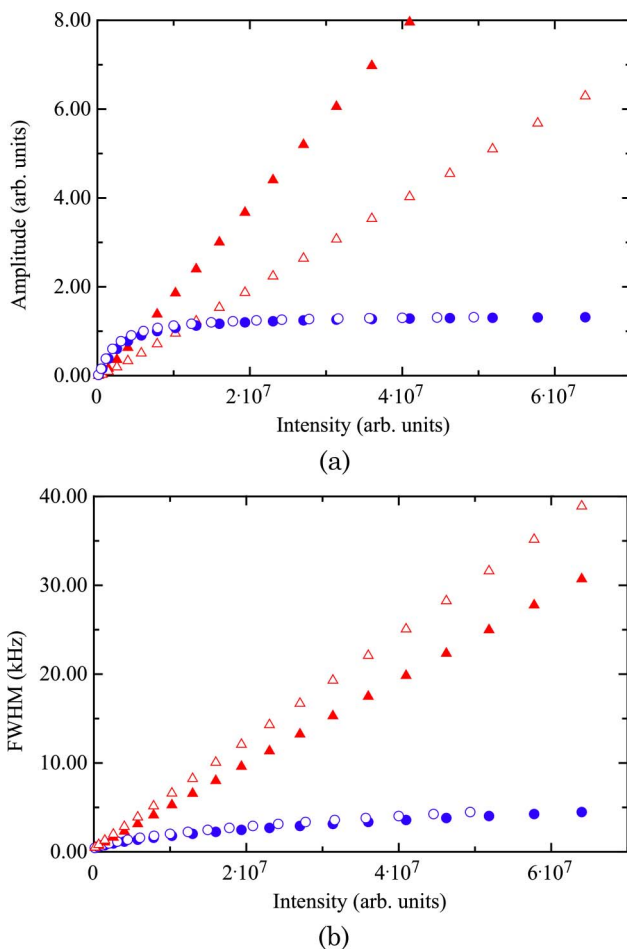 8.00
6.00
4.00
2.00
0.00
Amplitude (arb. units)
0 2·10⁷ 4·10⁷ 6·10⁷
Intensity (arb. units)
(a)
40.00
30.00
20.00
10.00
0.00
FWHM (kHz)
0 2·10⁷ 4·10⁷ 6·10⁷
Intensity (arb. units)
(b)